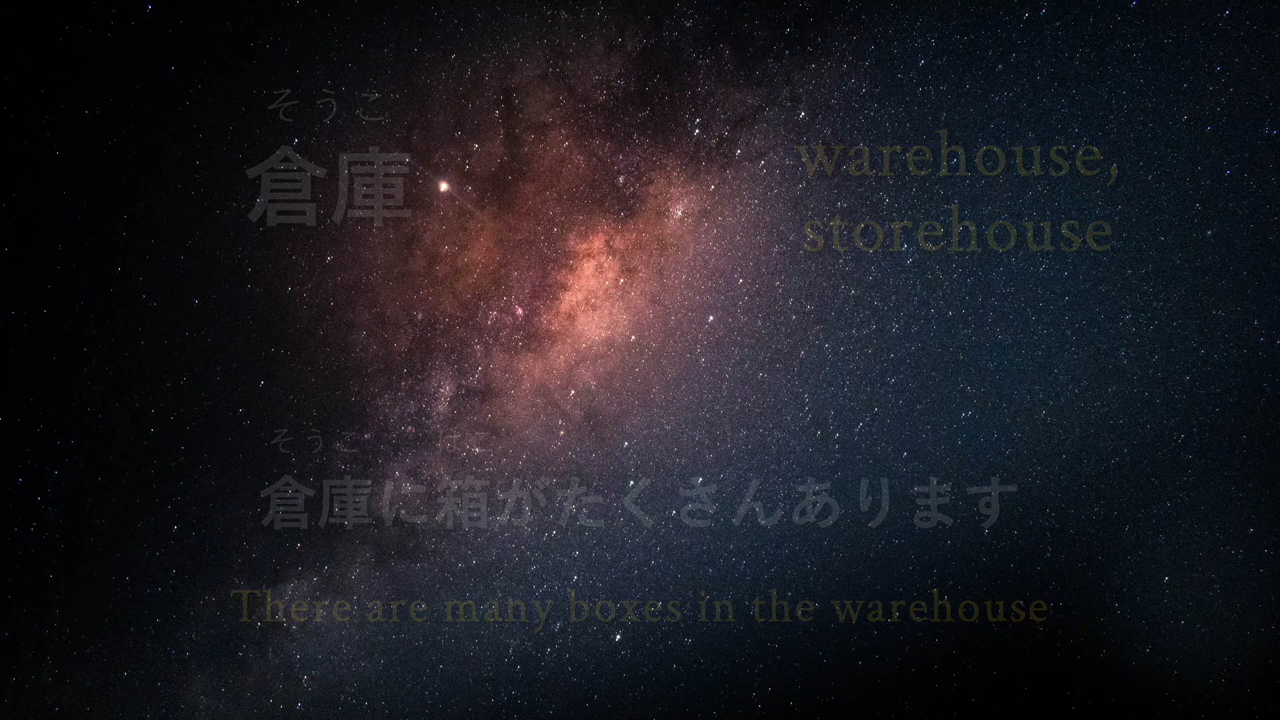 そうこ
倉庫
warehouse,
storehouse
そうこ はこ
倉庫に箱がたくさんあります
There are many boxes in the warehouse